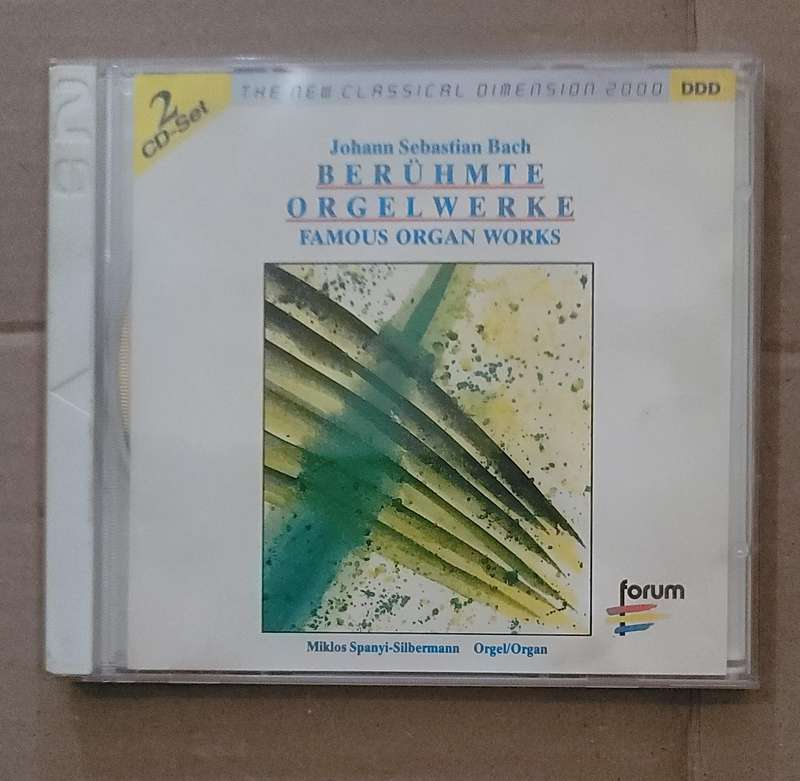 2
CD-Set
THE NEW CLASSICAL DIMENSION 2000
DDD
Johann Sebastian Bach
BERÜHMTE
ORGELWERKE
FAMOUS ORGAN WORKS
forum
Miklos Spanyi-Silbermann Orgel/Organ